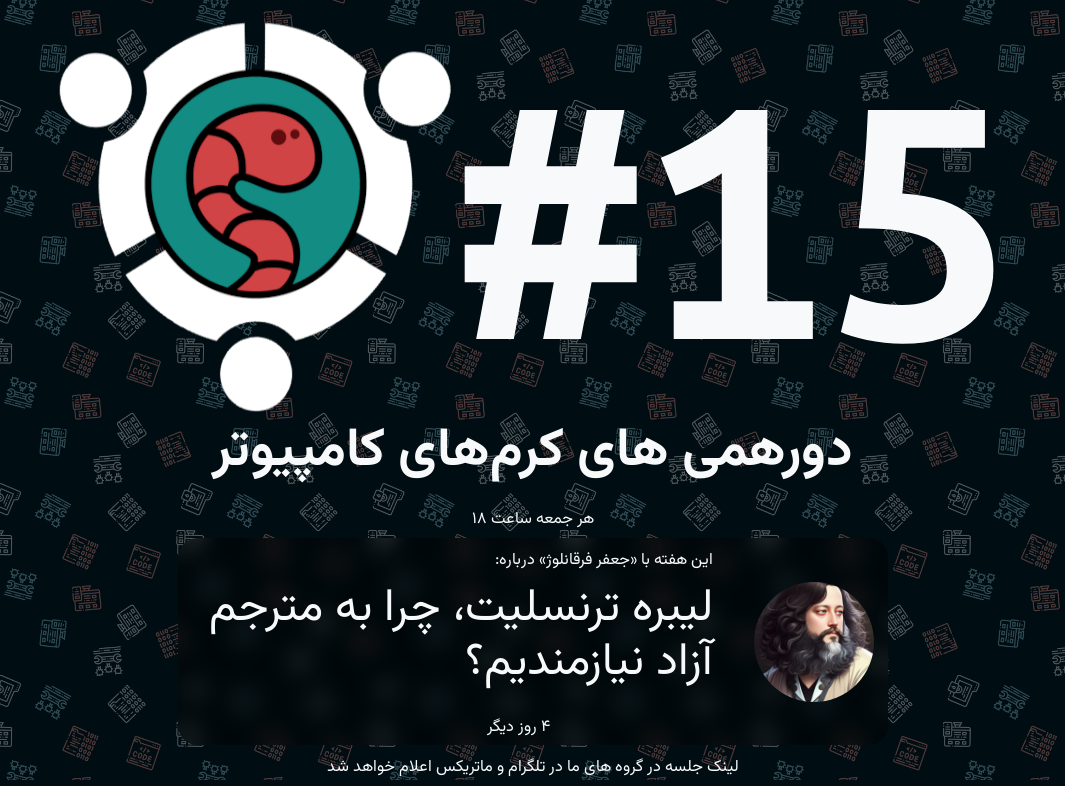 #15
دورهمی های کرم‌های کامپیوتر
هر جمعه ساعت ۱۸
این هفته با «جعفر فرقانلوژ» درباره:
لیبره ترنسلیت، چرا به مترجم
آزاد نیازمندیم؟
۴ روز دیگر
لینک جلسه در گروه های ما در تلگرام و ماتریکس اعلام خواهد شد